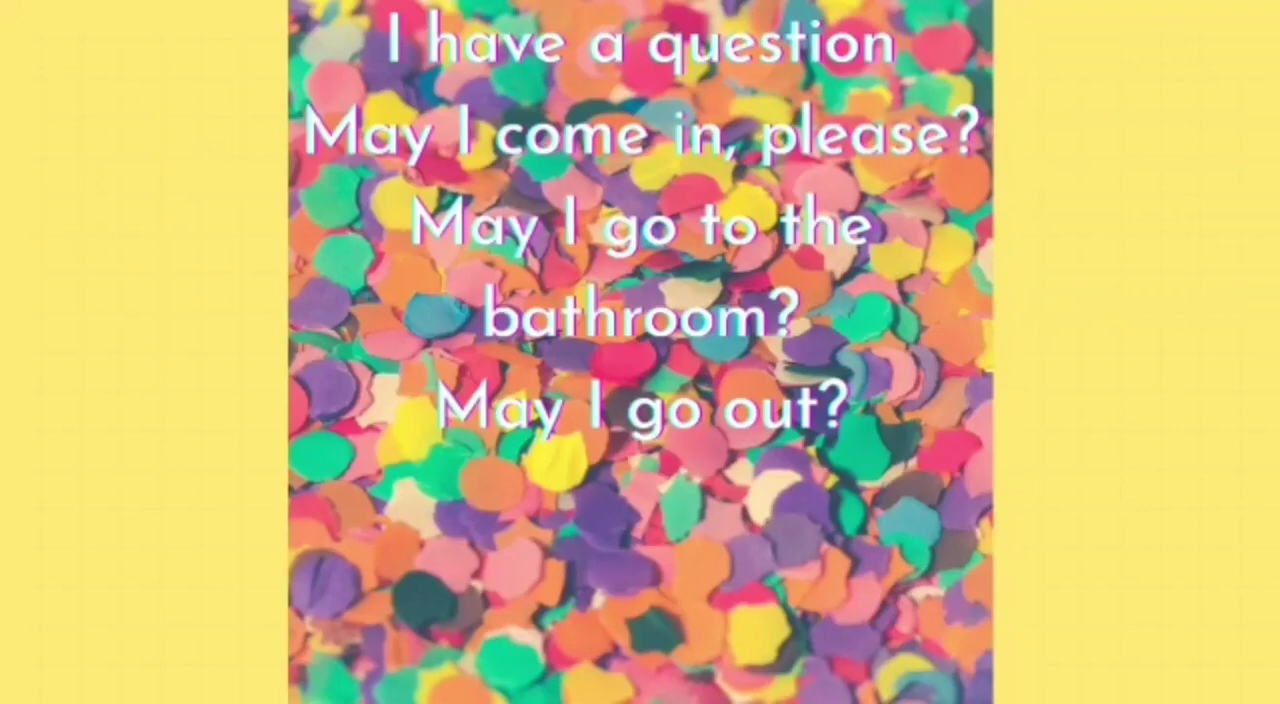 I have a question
May I come in, please?
May I go to the
bathroom?
May I go out?